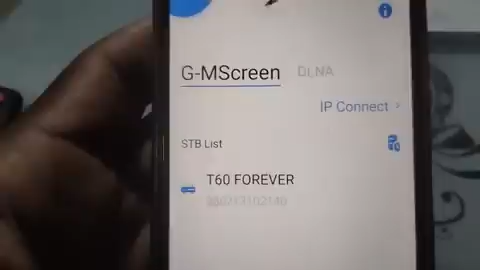 G-MScreen DLNA
IP Connect >
STB List
T60 FOREVER